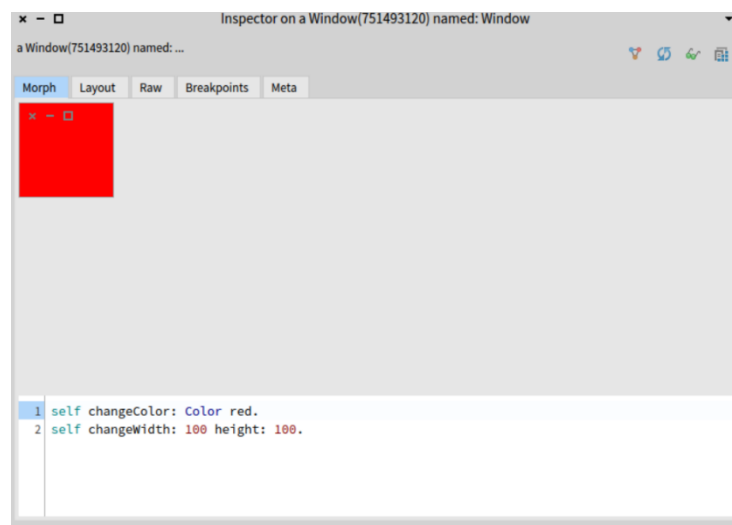 Inspector on a Window(751493120) named: Window
a Window(751493120) named: ...
Morph Layout Raw Breakpoints Meta
1 self changeColor: Color red.
2 self changeWidth: 100 height: 100.